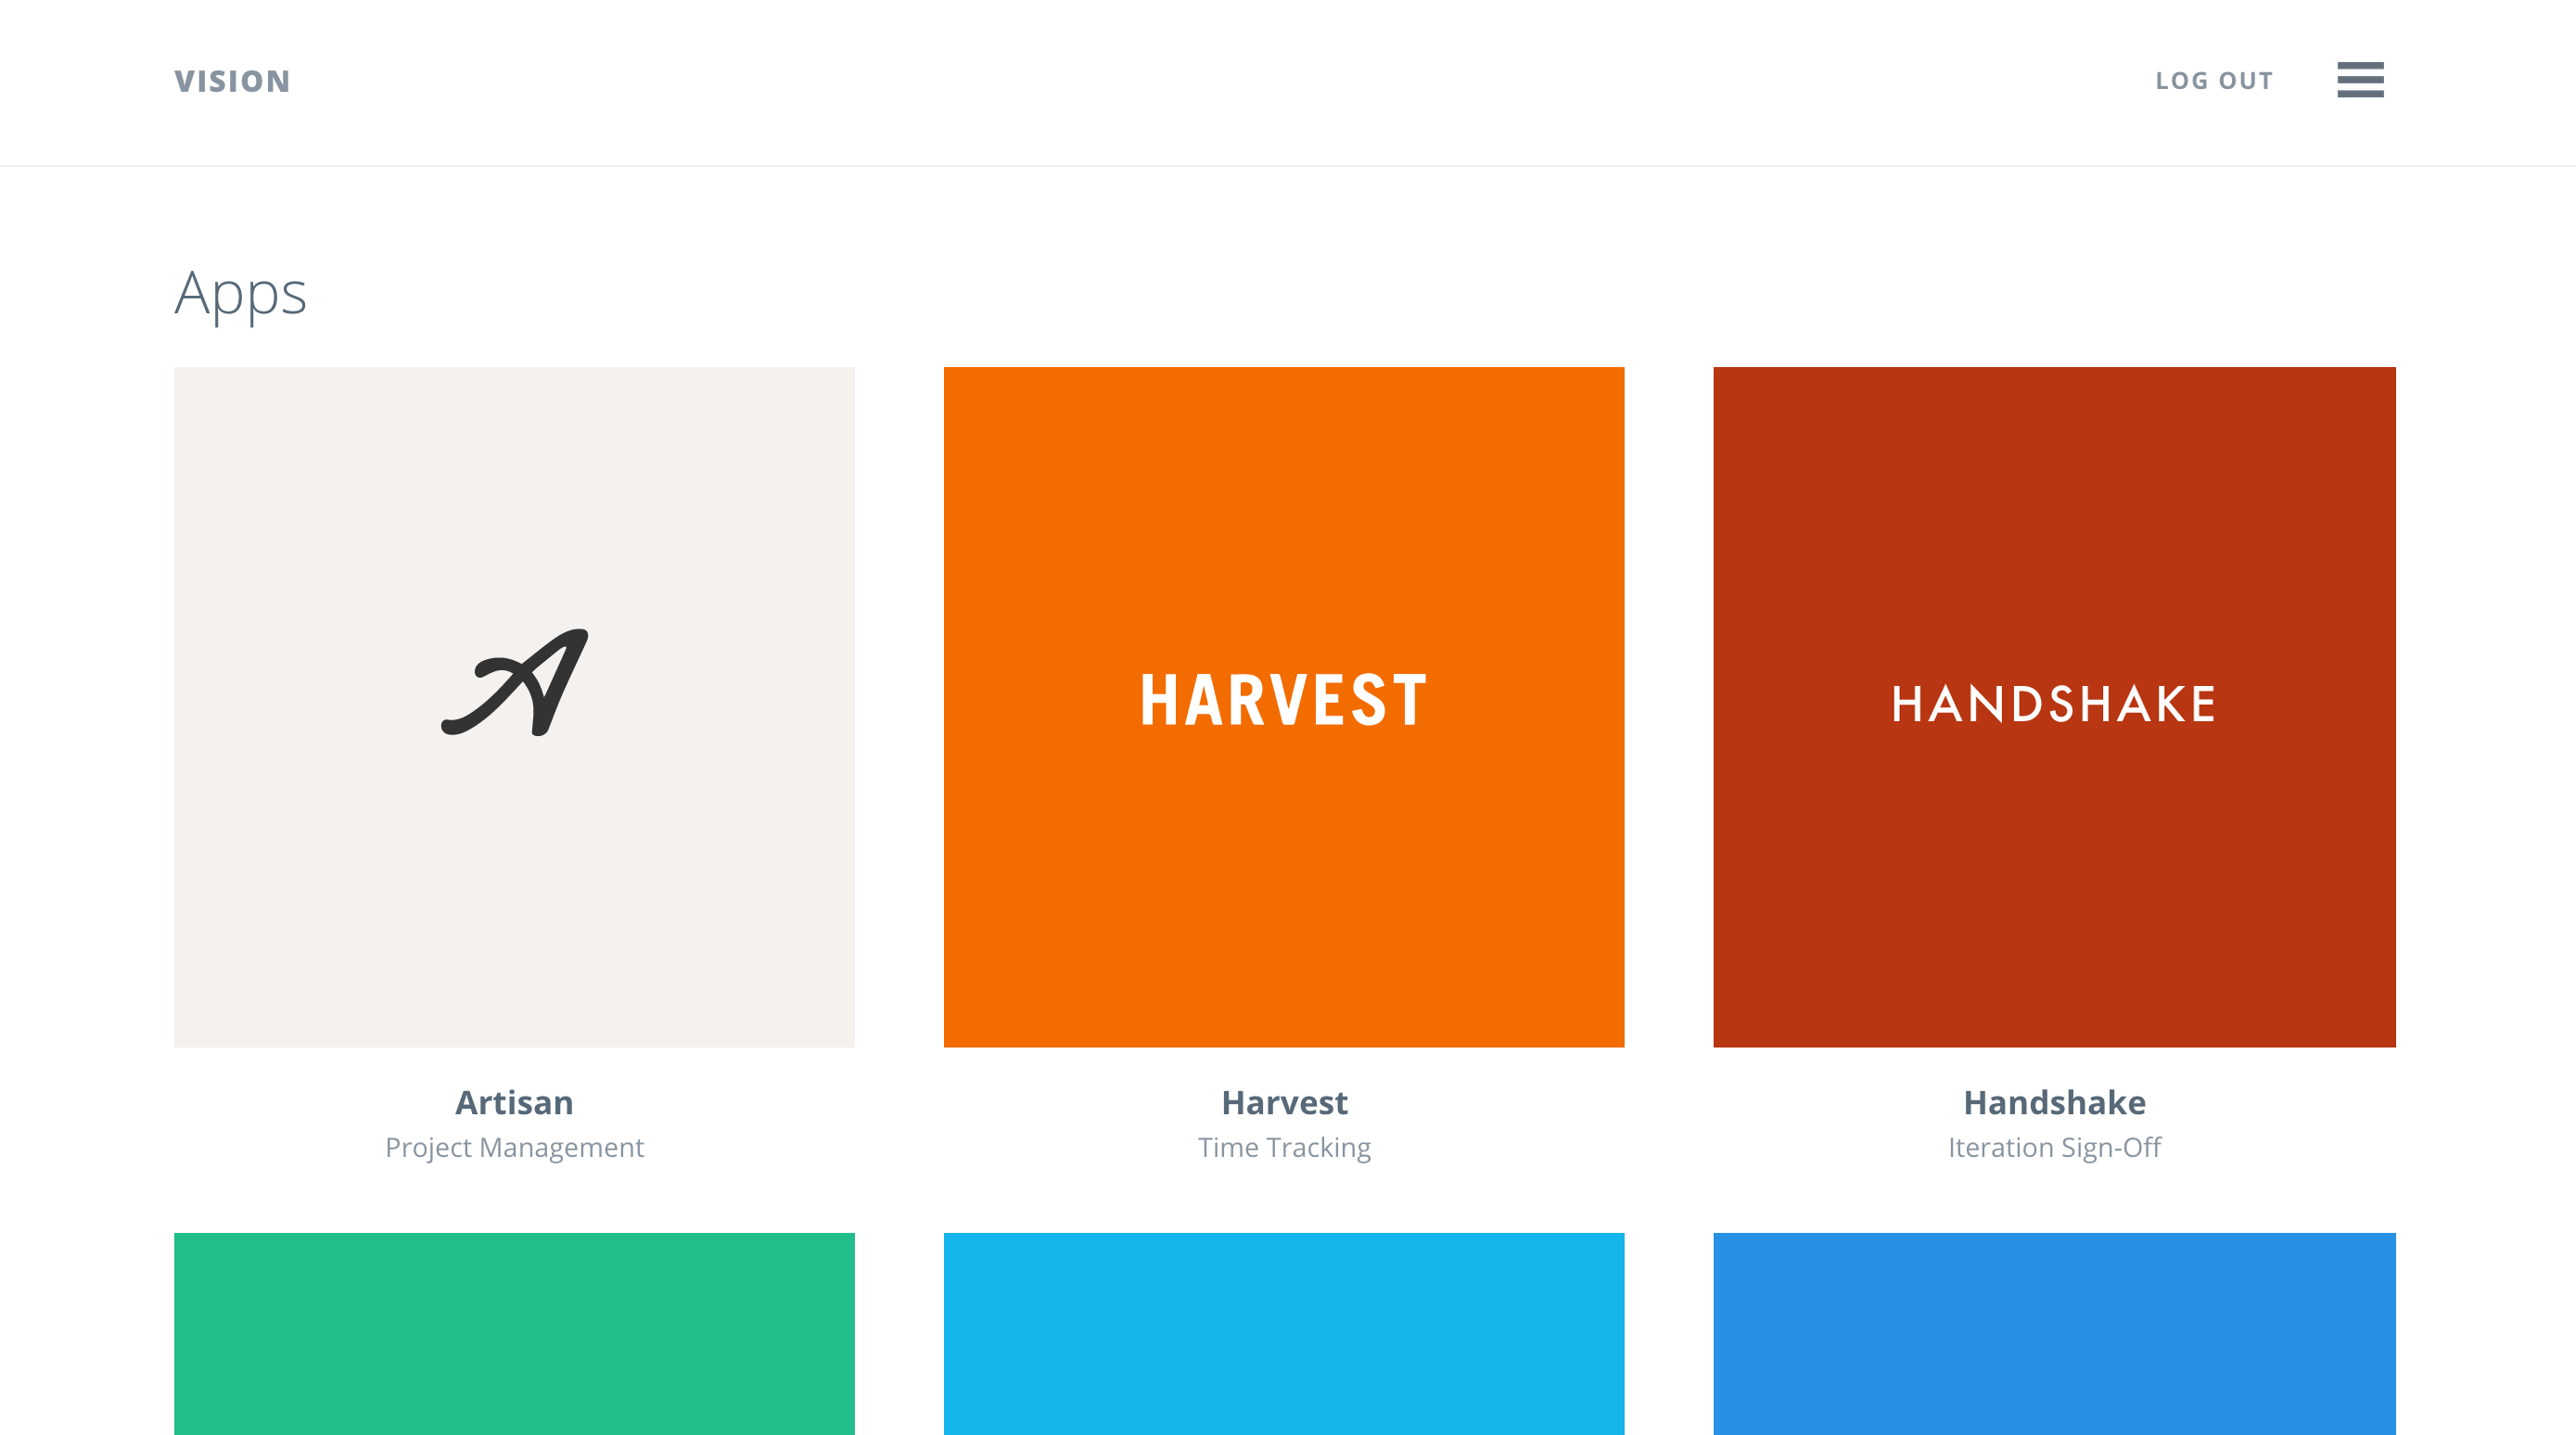 VISION
LOG OUT
Apps
A
HARVEST
HANDSHAKE
Artisan
Harvest
Handshake
Project Management
Time Tracking
Iteration Sign-Off